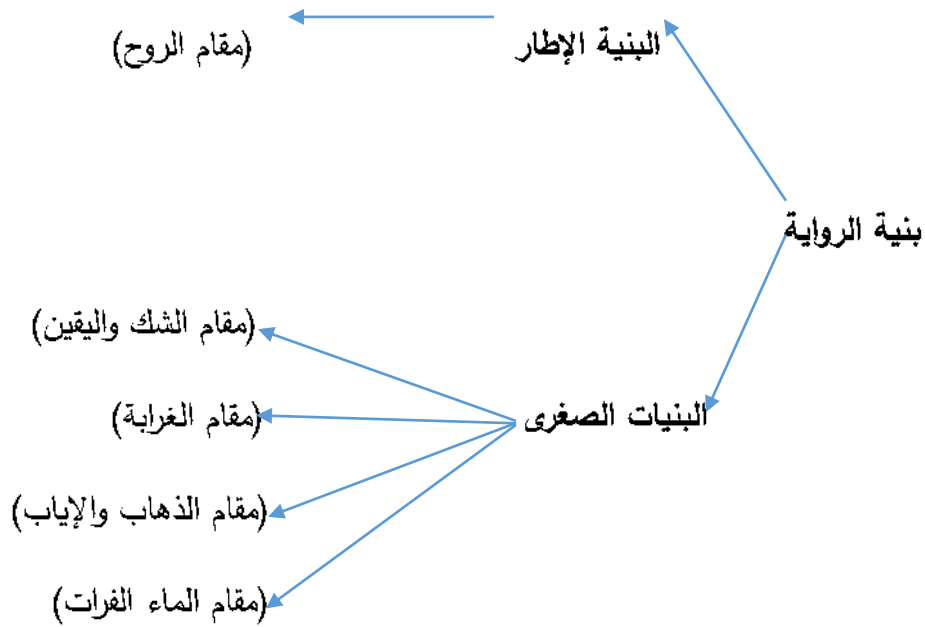 البنية الإطار
(مقام الروح)
بنية الرواية
(مقام الشك واليقين)
البنيات الصغرى
(مقام الغرابة)
(مقام الذهاب والإياب)
(مقام الماء الفرات)